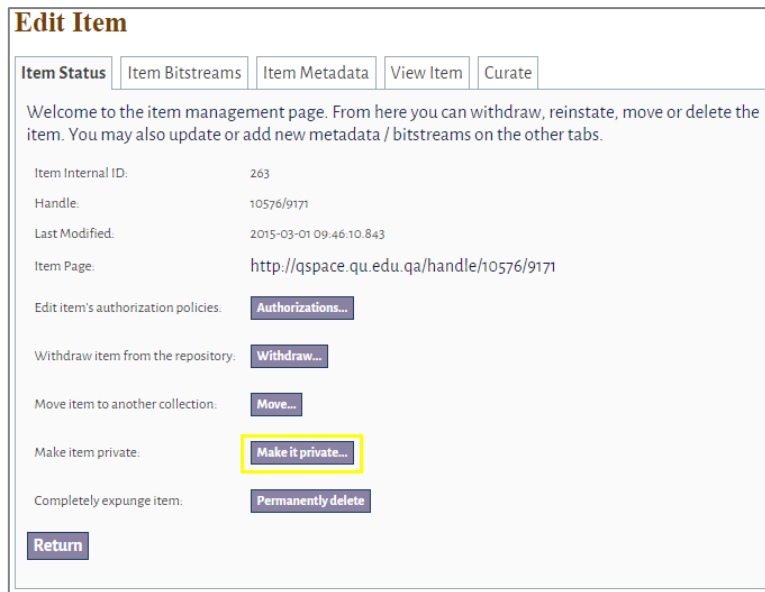 Edit Item
Item Status Item Bitstreams Item Metadata View Item Curate
Welcome to the item management page. From here you can withdraw, reinstate, move or delete the
item. You may also update or add new metadata / bitstreams on the other tabs.
Item Internal ID: 263
Handle: 10576/9171
Last Modified: 2015-03-01 09:46:10.843
Item Page: http://qspace.qu.edu.qa/handle/10576/9171
Edit item's authorization policies: Authorizations...
Withdraw item from the repository: Withdraw...
Move item to another collection: Move...
Make item private: Make it private...
Completely expunge item: Permanently delete
Return